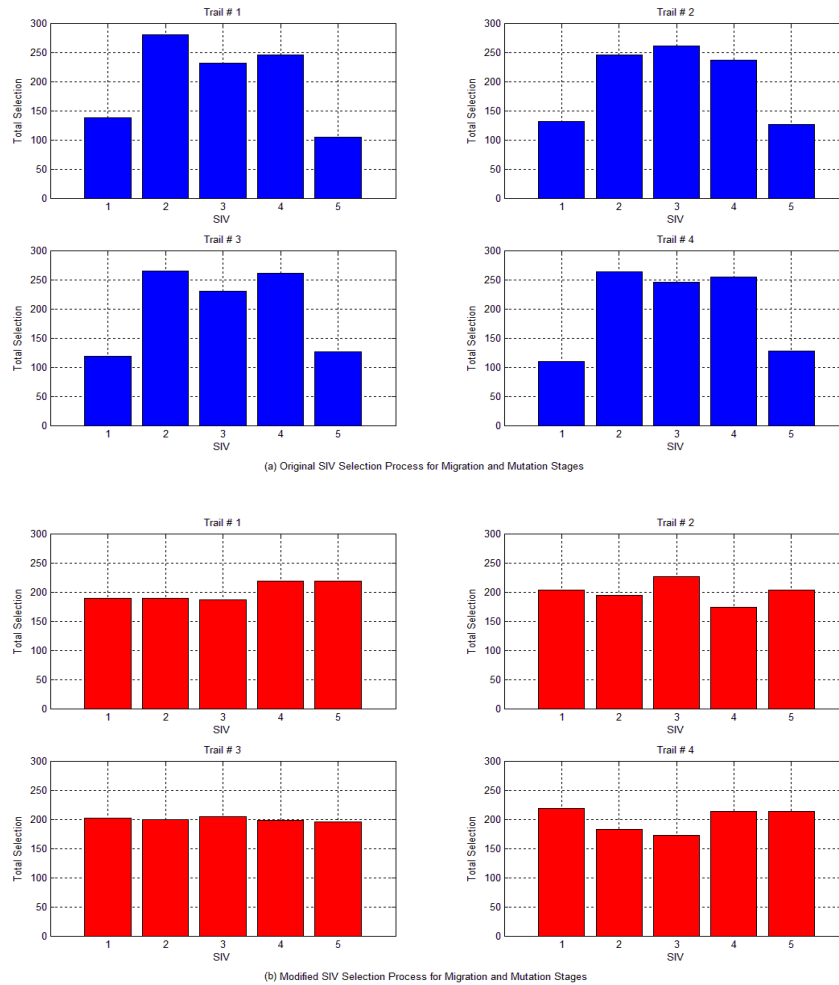 Trail # 1
Trail # 2
300
250
200
150
100
50
0
Total Selection
1 2 3 4 5
SIV
300
250
200
150
100
50
0
Total Selection
1 2 3 4 5
SIV
Trail # 3
Trail # 4
300
250
200
150
100
50
0
Total Selection
1 2 3 4 5
SIV
300
250
200
150
100
50
0
Total Selection
1 2 3 4 5
SIV
(a) Original SIV Selection Process for Migration and Mutation Stages
Trail # 1
Trail # 2
300
250
200
150
100
50
0
Total Selection
1 2 3 4 5
SIV
300
250
200
150
100
50
0
Total Selection
1 2 3 4 5
SIV
Trail # 3
Trail # 4
300
250
200
150
100
50
0
Total Selection
1 2 3 4 5
SIV
300
250
200
150
100
50
0
Total Selection
1 2 3 4 5
SIV
(b) Modified SIV Selection Process for Migration and Mutation Stages